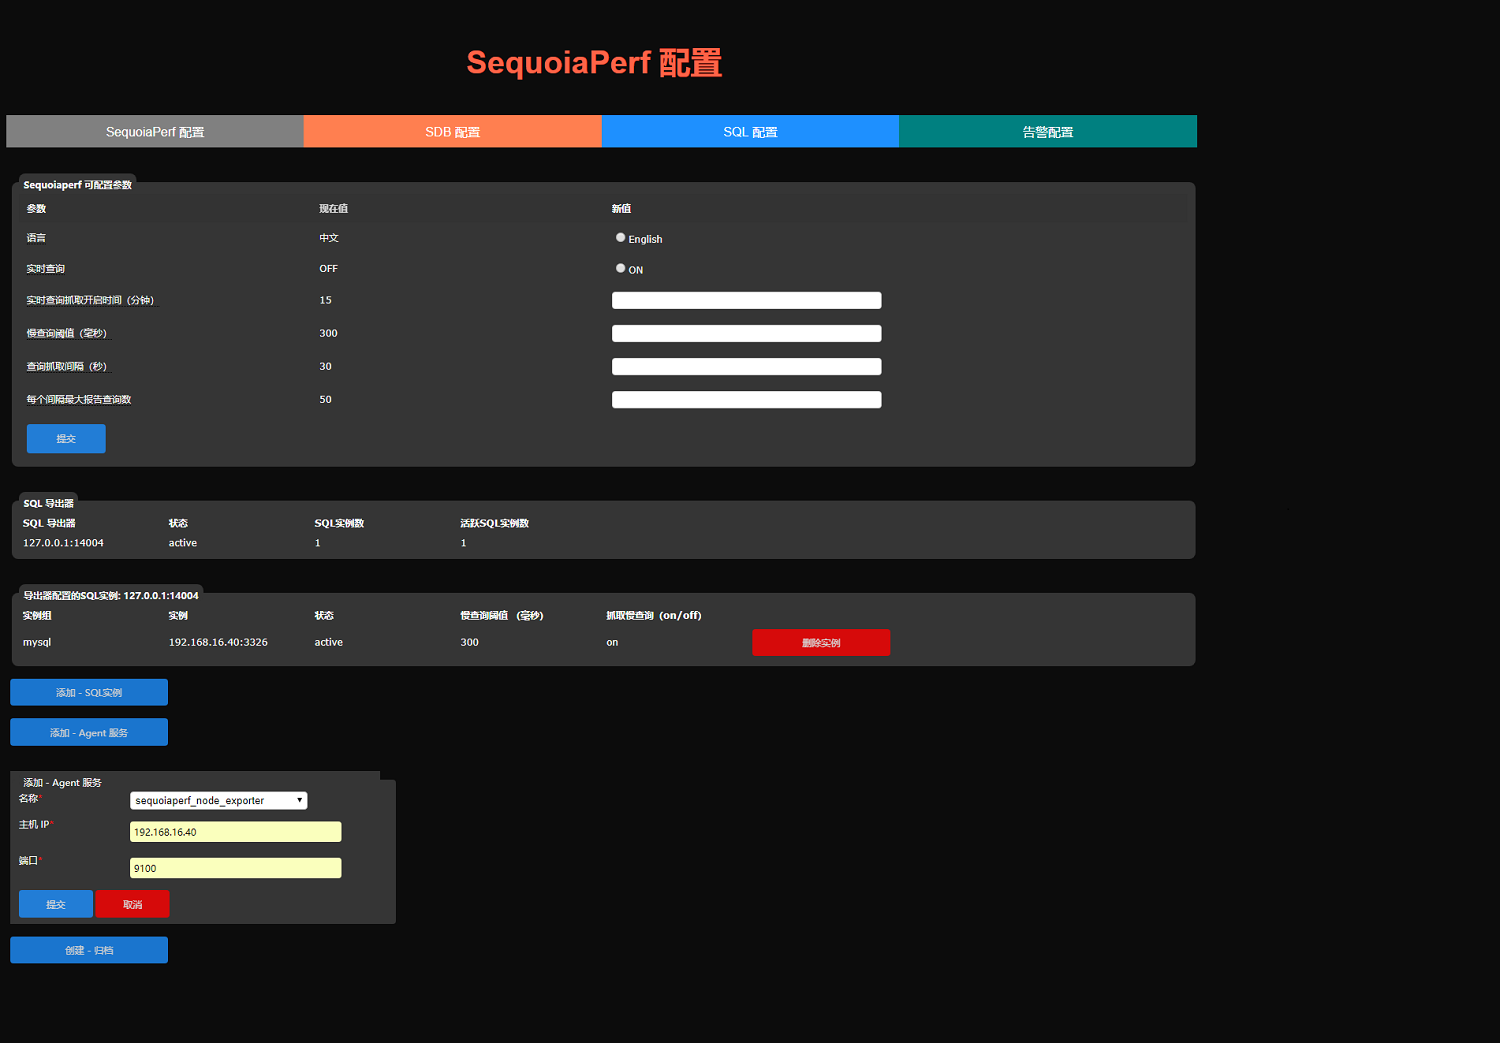 SequoiaPerf 配置
SequoiaPerf 配置 SDB 配置 SQL 配置 告警配置
Sequoiaperf 可配置参数
参数 现在值 新值
语言 中文 English
实时查询 OFF ON
实时查询抓取开启时间（分钟） 15
慢查询阈值（毫秒） 300
查询抓取间隔（秒） 30
每个间隔最大报告查询数 50
提交
SQL 导出器
SQL 导出器 状态 SQL实例数 活跃SQL实例数
127.0.0.1:14004 active 1 1
导出器配置的SQL实例: 127.0.0.1:14004
实例组 实例 状态 慢查询阈值 （毫秒） 抓取慢查询（on/off）
mysql 192.168.16.40:3326 active 300 on 删除实例
添加 - SQL实例
添加 - Agent 服务
添加 - Agent 服务
名称* sequoiaperf_node_exporter
主机 IP* 192.168.16.40
端口* 9100
提交 取消
创建 - 归档